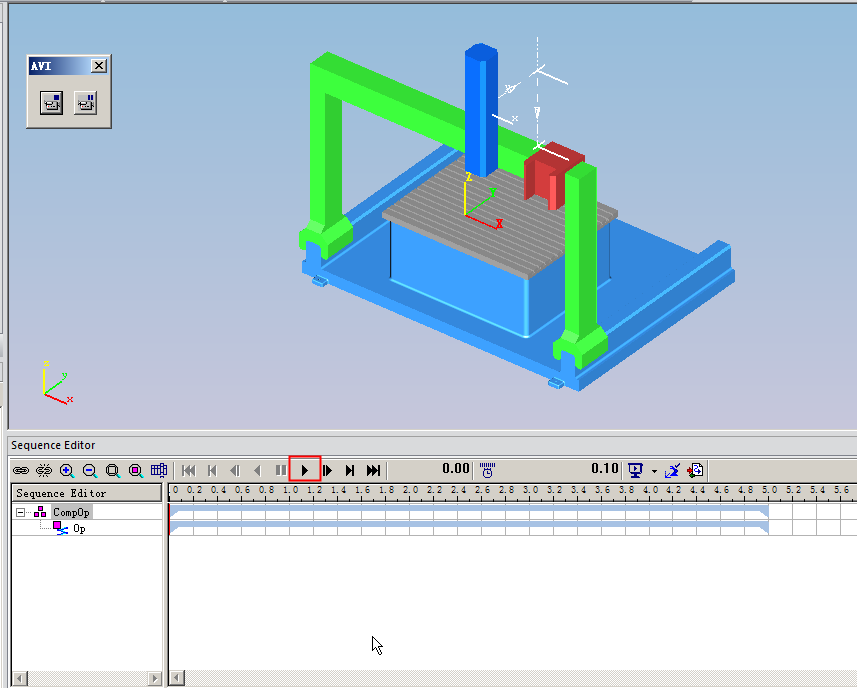 AVI
y
x
Z
Y
X
z
y
x
Sequence Editor
0.00
0.10
Sequence Editor
0 0.2 0.4 0.6 0.8 1.0 1.2 1.4 1.6 1.8 2.0 2.2 2.4 2.6 2.8 3.0 3.2 3.4 3.6 3.8 4.0 4.2 4.4 4.6 4.8 5.0 5.2 5.4 5.6
CompOp
Op